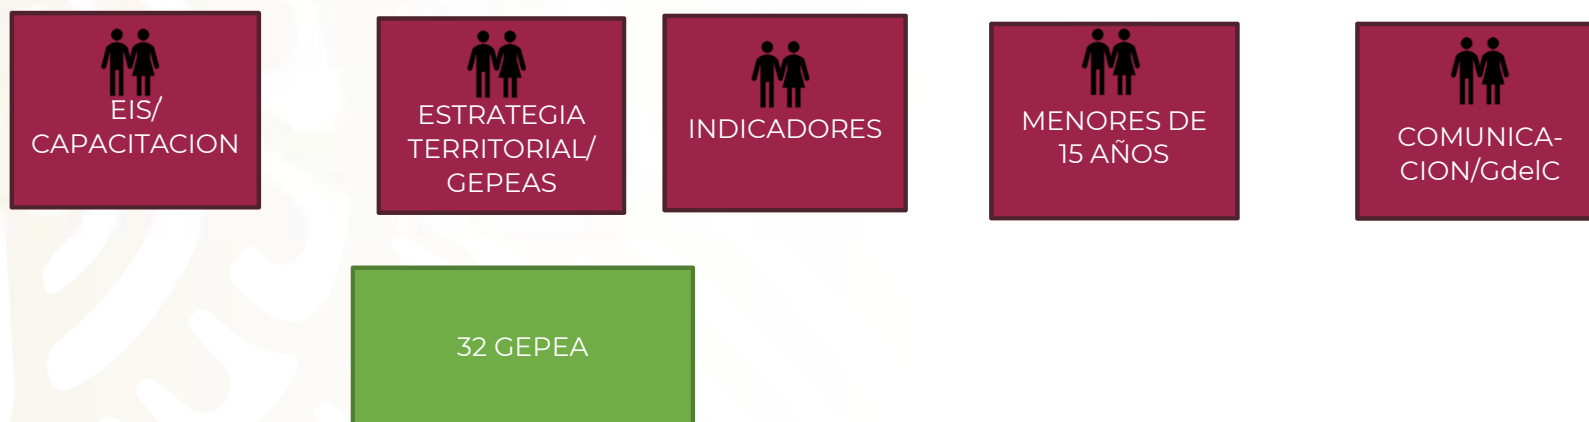 EIS/
CAPACITACION
ESTRATEGIA
TERRITORIAL/
GEPEAS
INDICADORES
MENORES DE
15 AÑOS
COMUNICA-
CION/GdelC
32 GEPEA